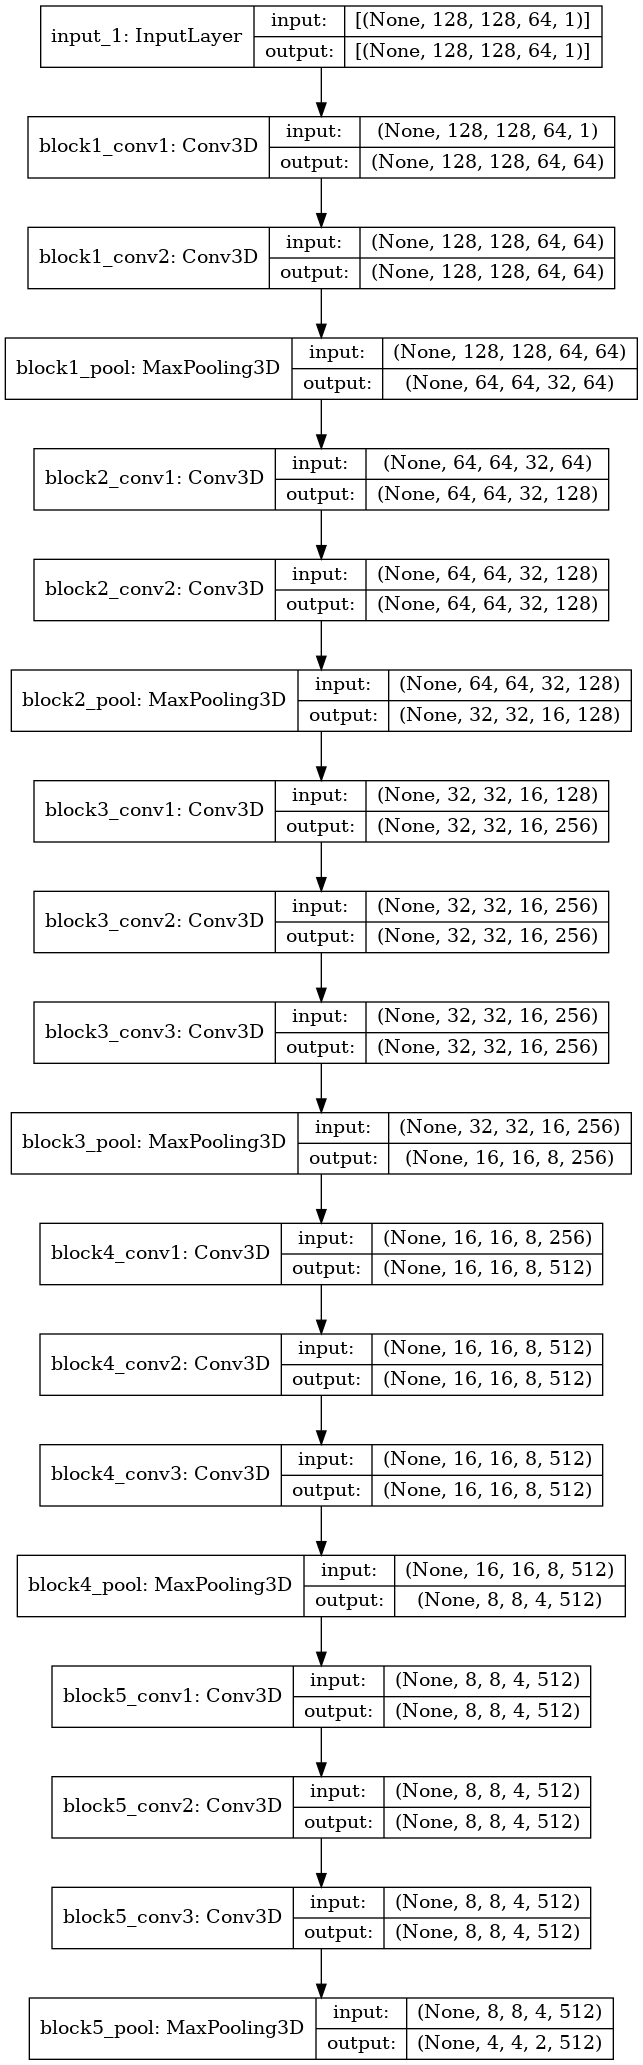 input_1: InputLayer
input:
[(None, 128, 128, 64, 1)]
output:
[(None, 128, 128, 64, 1)]
block1_conv1: Conv3D
input:
(None, 128, 128, 64, 1)
output:
(None, 128, 128, 64, 64)
block1_conv2: Conv3D
input:
(None, 128, 128, 64, 64)
output:
(None, 128, 128, 64, 64)
block1_pool: MaxPooling3D
input:
(None, 128, 128, 64, 64)
output:
(None, 64, 64, 32, 64)
block2_conv1: Conv3D
input:
(None, 64, 64, 32, 64)
output:
(None, 64, 64, 32, 128)
block2_conv2: Conv3D
input:
(None, 64, 64, 32, 128)
output:
(None, 64, 64, 32, 128)
block2_pool: MaxPooling3D
input:
(None, 64, 64, 32, 128)
output:
(None, 32, 32, 16, 128)
block3_conv1: Conv3D
input:
(None, 32, 32, 16, 128)
output:
(None, 32, 32, 16, 256)
block3_conv2: Conv3D
input:
(None, 32, 32, 16, 256)
output:
(None, 32, 32, 16, 256)
block3_conv3: Conv3D
input:
(None, 32, 32, 16, 256)
output:
(None, 32, 32, 16, 256)
block3_pool: MaxPooling3D
input:
(None, 32, 32, 16, 256)
output:
(None, 16, 16, 8, 256)
block4_conv1: Conv3D
input:
(None, 16, 16, 8, 256)
output:
(None, 16, 16, 8, 512)
block4_conv2: Conv3D
input:
(None, 16, 16, 8, 512)
output:
(None, 16, 16, 8, 512)
block4_conv3: Conv3D
input:
(None, 16, 16, 8, 512)
output:
(None, 16, 16, 8, 512)
block4_pool: MaxPooling3D
input:
(None, 16, 16, 8, 512)
output:
(None, 8, 8, 4, 512)
block5_conv1: Conv3D
input:
(None, 8, 8, 4, 512)
output:
(None, 8, 8, 4, 512)
block5_conv2: Conv3D
input:
(None, 8, 8, 4, 512)
output:
(None, 8, 8, 4, 512)
block5_conv3: Conv3D
input:
(None, 8, 8, 4, 512)
output:
(None, 8, 8, 4, 512)
block5_pool: MaxPooling3D
input:
(None, 8, 8, 4, 512)
output:
(None, 4, 4, 2, 512)